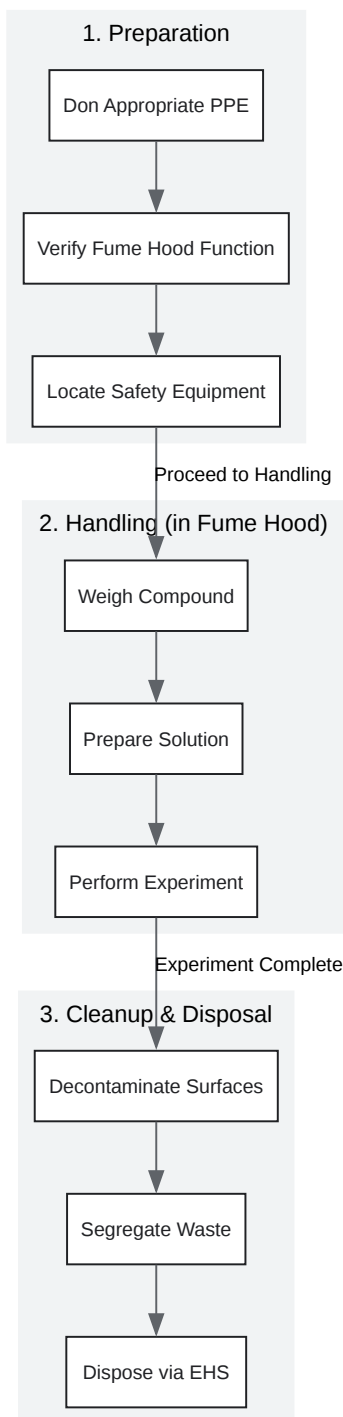 1. Preparation
Don Appropriate PPE
Verify Fume Hood Function
Locate Safety Equipment
Proceed to Handling
2. Handling (in Fume Hood)
Weigh Compound
Prepare Solution
Perform Experiment
Experiment Complete
3. Cleanup & Disposal
Decontaminate Surfaces
Segregate Waste
Dispose via EHS